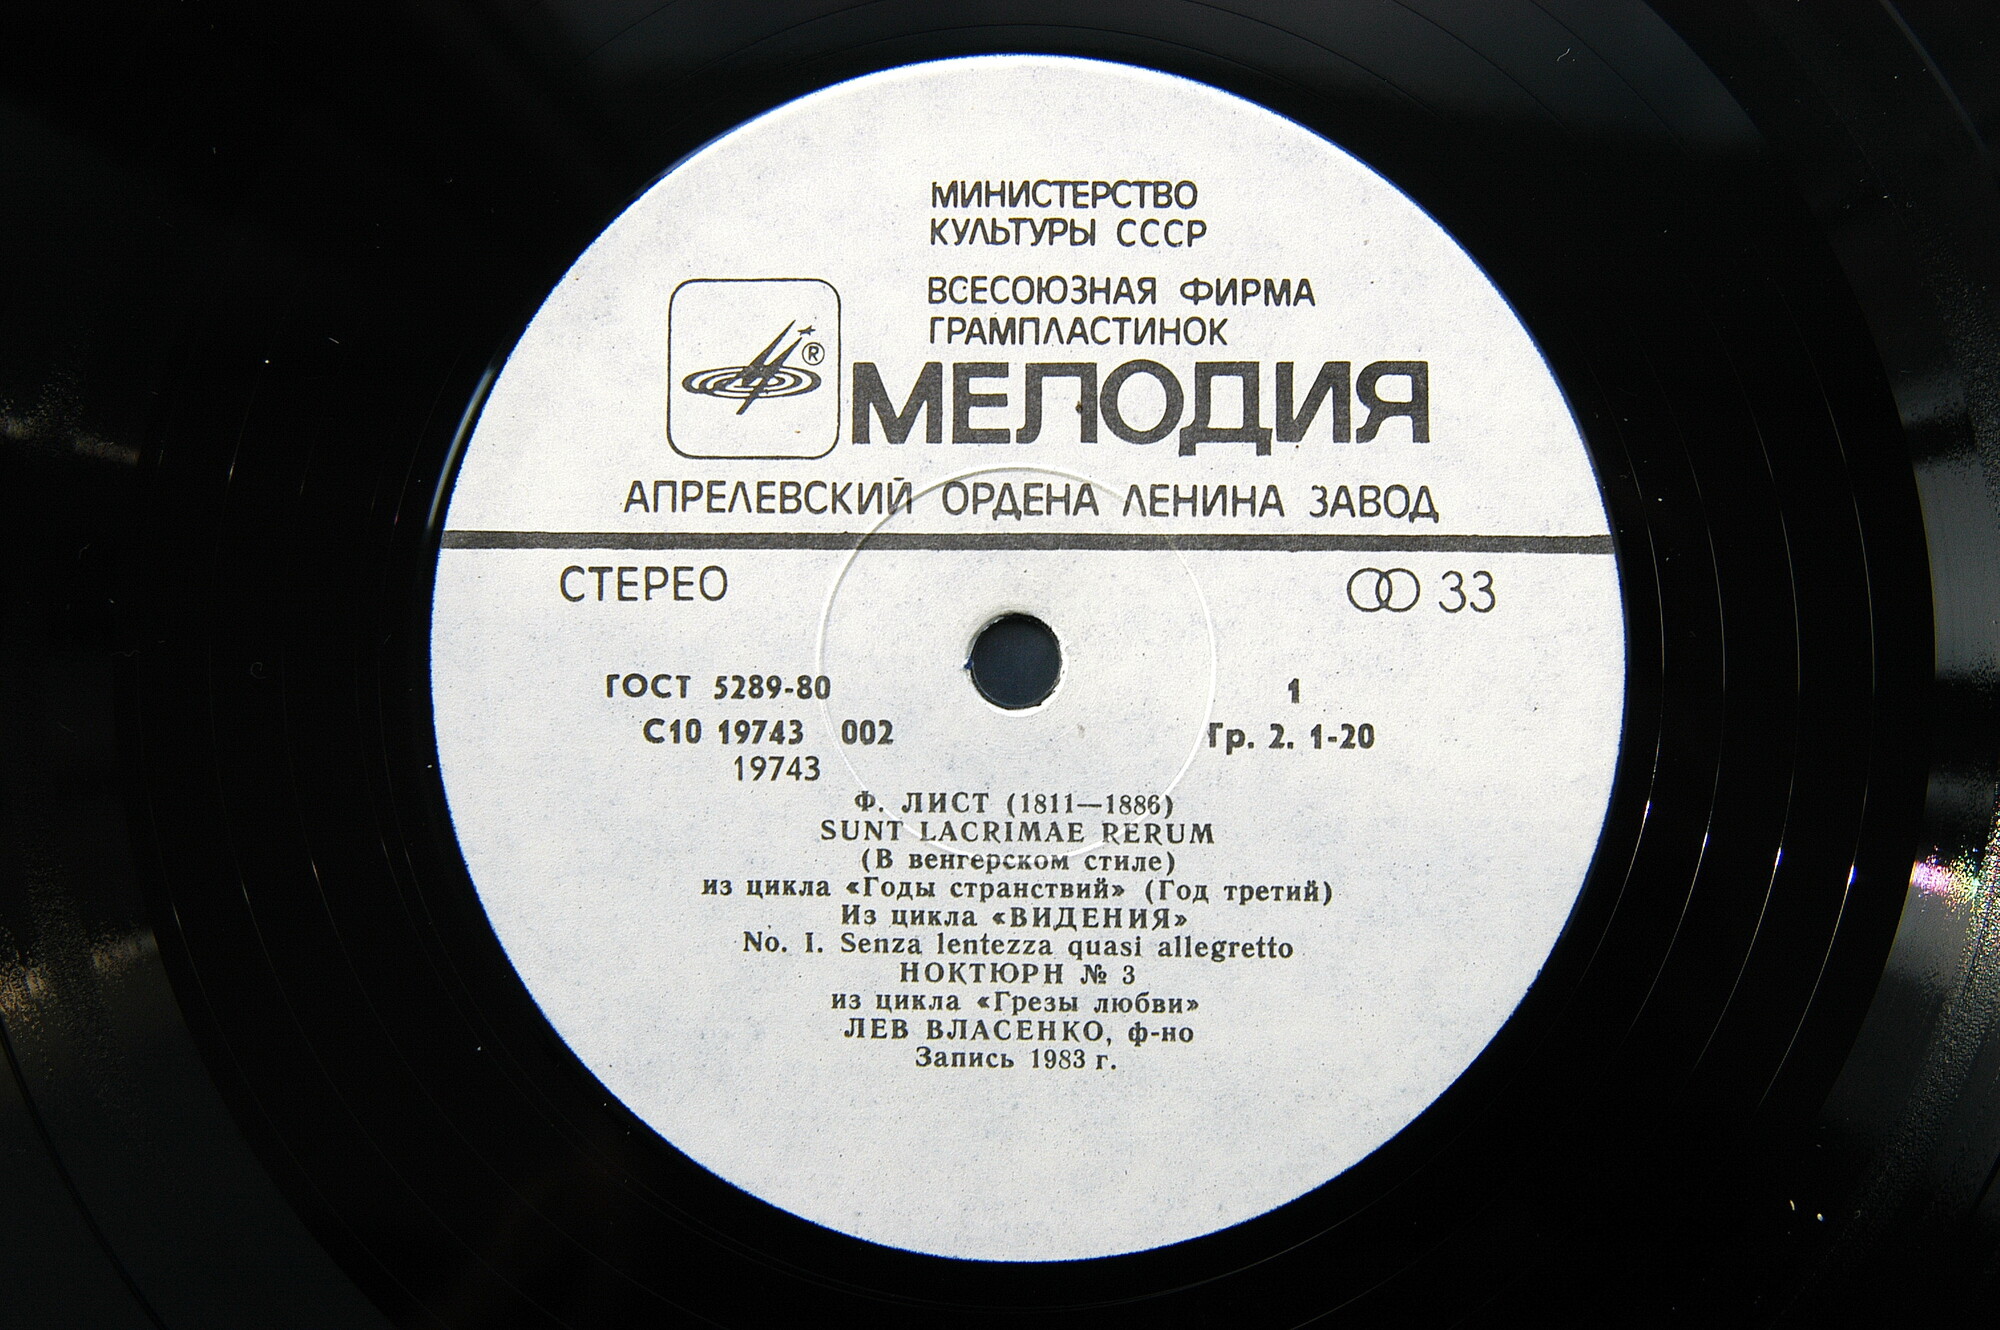 МИНИСТЕРСТВО
КУЛЬТУРЫ СССР
ВСЕСОЮЗНАЯ ФИРМА
ГРАМПЛАСТИНОК
®
МЕЛОДИЯ
АПРЕЛЕВСКИЙ ОРДЕНА ЛЕНИНА ЗАВОД
СТЕРЕО 33
ГОСТ 5289-80 1
С10 19743 002 Гр. 2. 1-20
19743
Ф. ЛИСТ (1811—1886)
SUNT LACRIMAE RERUM
(В венгерском стиле)
из цикла «Годы странствий» (Год третий)
Из цикла «ВИДЕНИЯ»
No. I. Senza lentezza quasi allegretto
НОКТЮРН № 3
из цикла «Грезы любви»
ЛЕВ ВЛАСЕНКО, ф-но
Запись 1983 г.